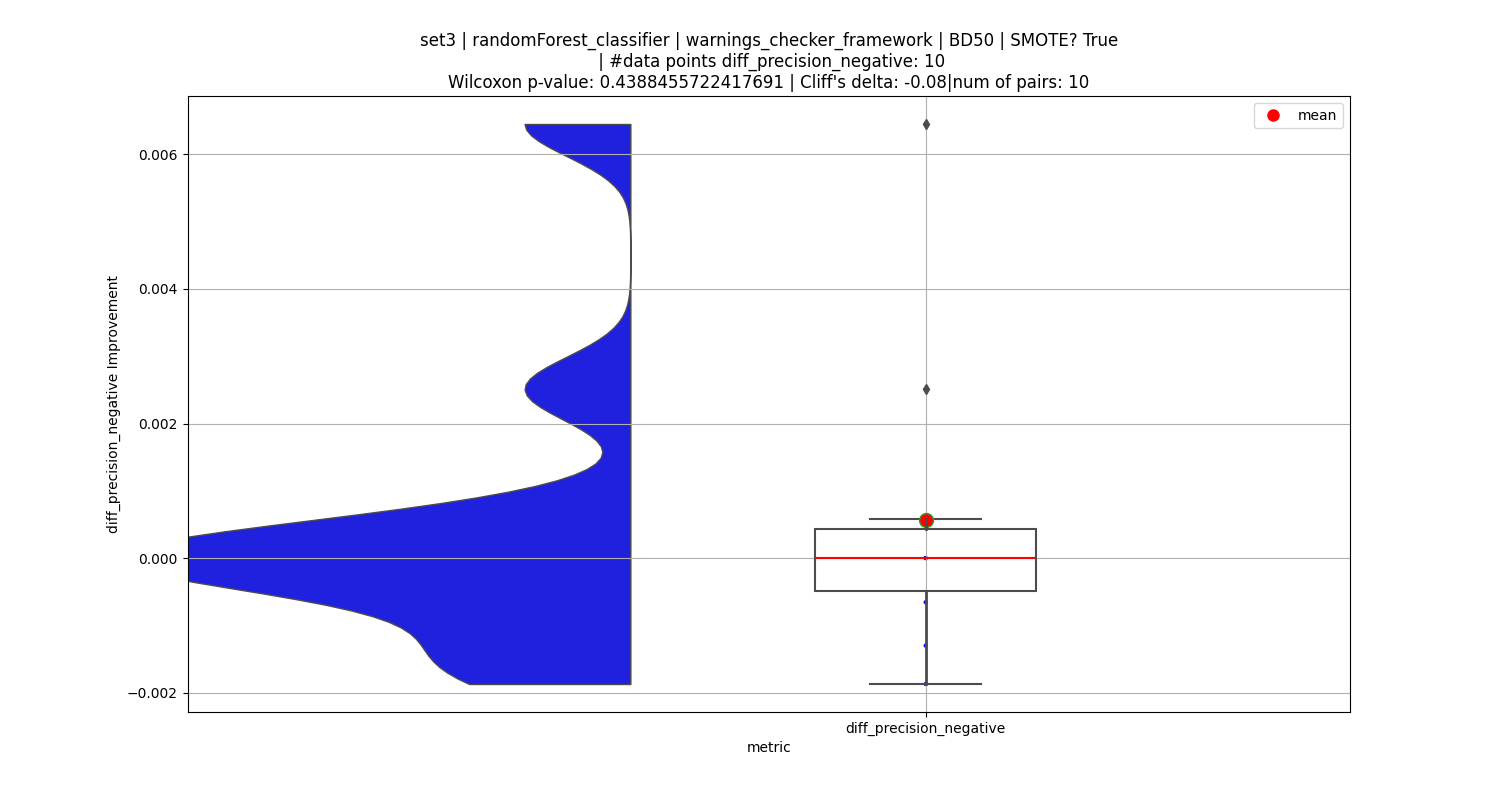 set3 | randomForest_classifier | warnings_checker_framework | BD50 | SMOTE? True
| #data points diff_precision_negative: 10
Wilcoxon p-value: 0.4388455722417691 | Cliff's delta: -0.08|num of pairs: 10
mean
0.006
0.004
0.002
0.000
−0.002
diff_precision_negative Improvement
diff_precision_negative
metric